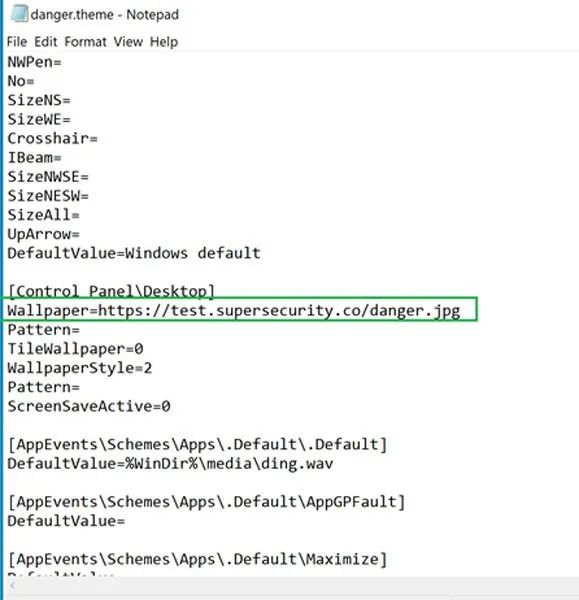 danger.theme - Notepad
File Edit Format View Help
NWPen=
No=
SizeNS=
SizeWE=
Crosshair=
IBeam=
SizeNWSE=
SizeNESW=
SizeAll=
UpArrow=
DefaultValue=Windows default
[Control Panel\Desktop]
Wallpaper=https://test.supersecurity.co/danger.jpg
Pattern=
TileWallpaper=0
WallpaperStyle=2
Pattern=
ScreenSaveActive=0
[AppEvents\Schemes\Apps\.Default\.Default]
DefaultValue=%WinDir%\media\ding.wav
[AppEvents\Schemes\Apps\.Default\AppGPFault]
DefaultValue=
[AppEvents\Schemes\Apps\.Default\Maximize]